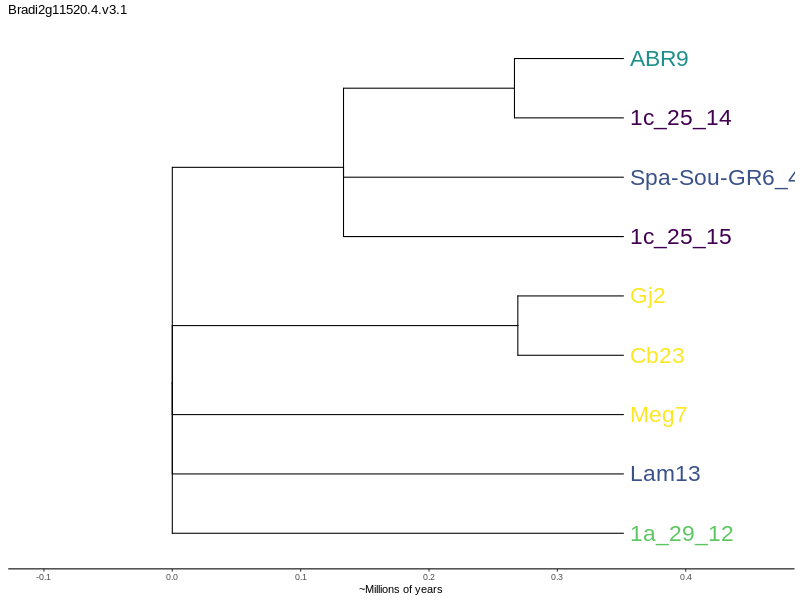 Bradi2g11520.4.v3.1
ABR9
1c_25_14
Spa-Sou-GR6_4
1c_25_15
Gj2
Cb23
Meg7
Lam13
1a_29_12
-0.1 0.0 0.1 0.2 0.3 0.4
~Millions of years